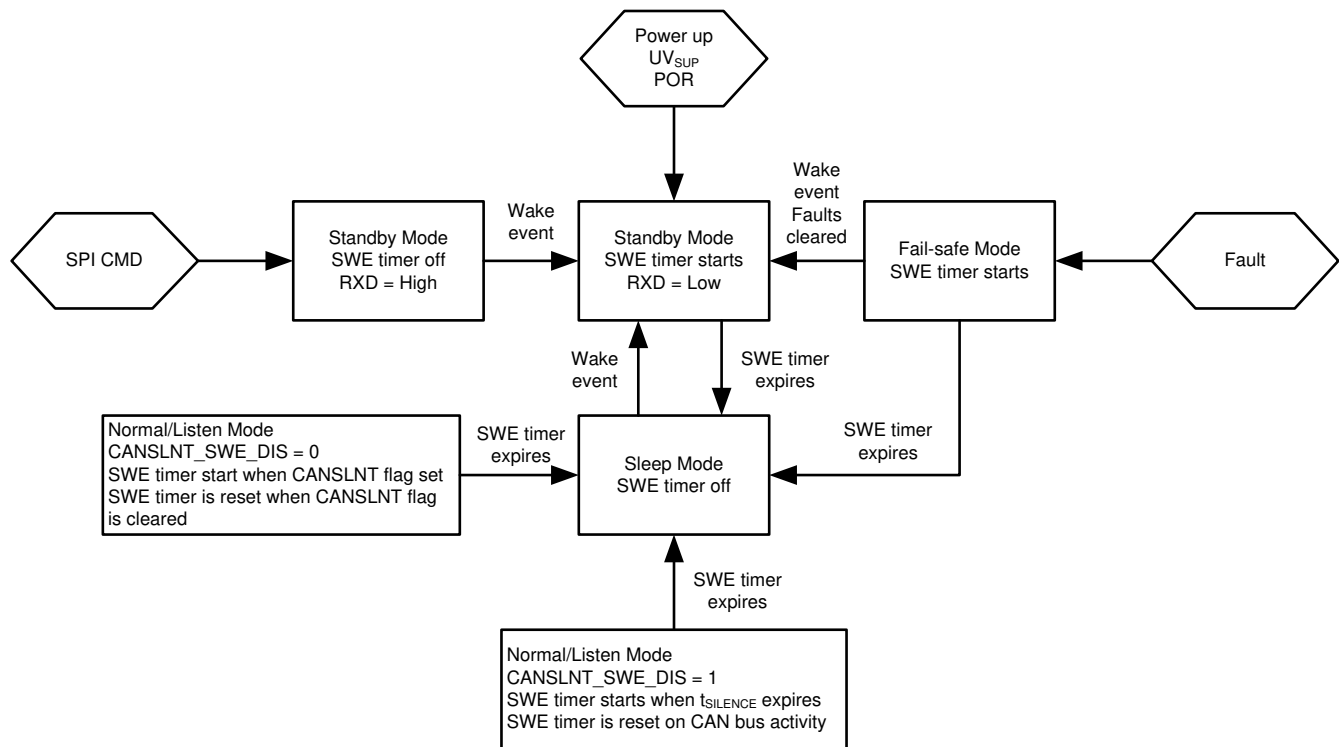 Power up
UVSUP
POR
Wake
event
Faults
cleared
Wake
event
SPI CMD
Standby Mode
SWE timer off
RXD = High
Standby Mode
SWE timer starts
RXD = Low
Fail-safe Mode
SWE timer starts
Fault
Wake
event
SWE timer
expires
Normal/Listen Mode
CANSLNT_SWE_DIS = 0
SWE timer start when CANSLNT flag set
SWE timer is reset when CANSLNT flag
is cleared
SWE timer
expires
Sleep Mode
SWE timer off
SWE timer
expires
SWE timer
expires
Normal/Listen Mode
CANSLNT_SWE_DIS = 1
SWE timer starts when tSILENCE expires
SWE timer is reset on CAN bus activity